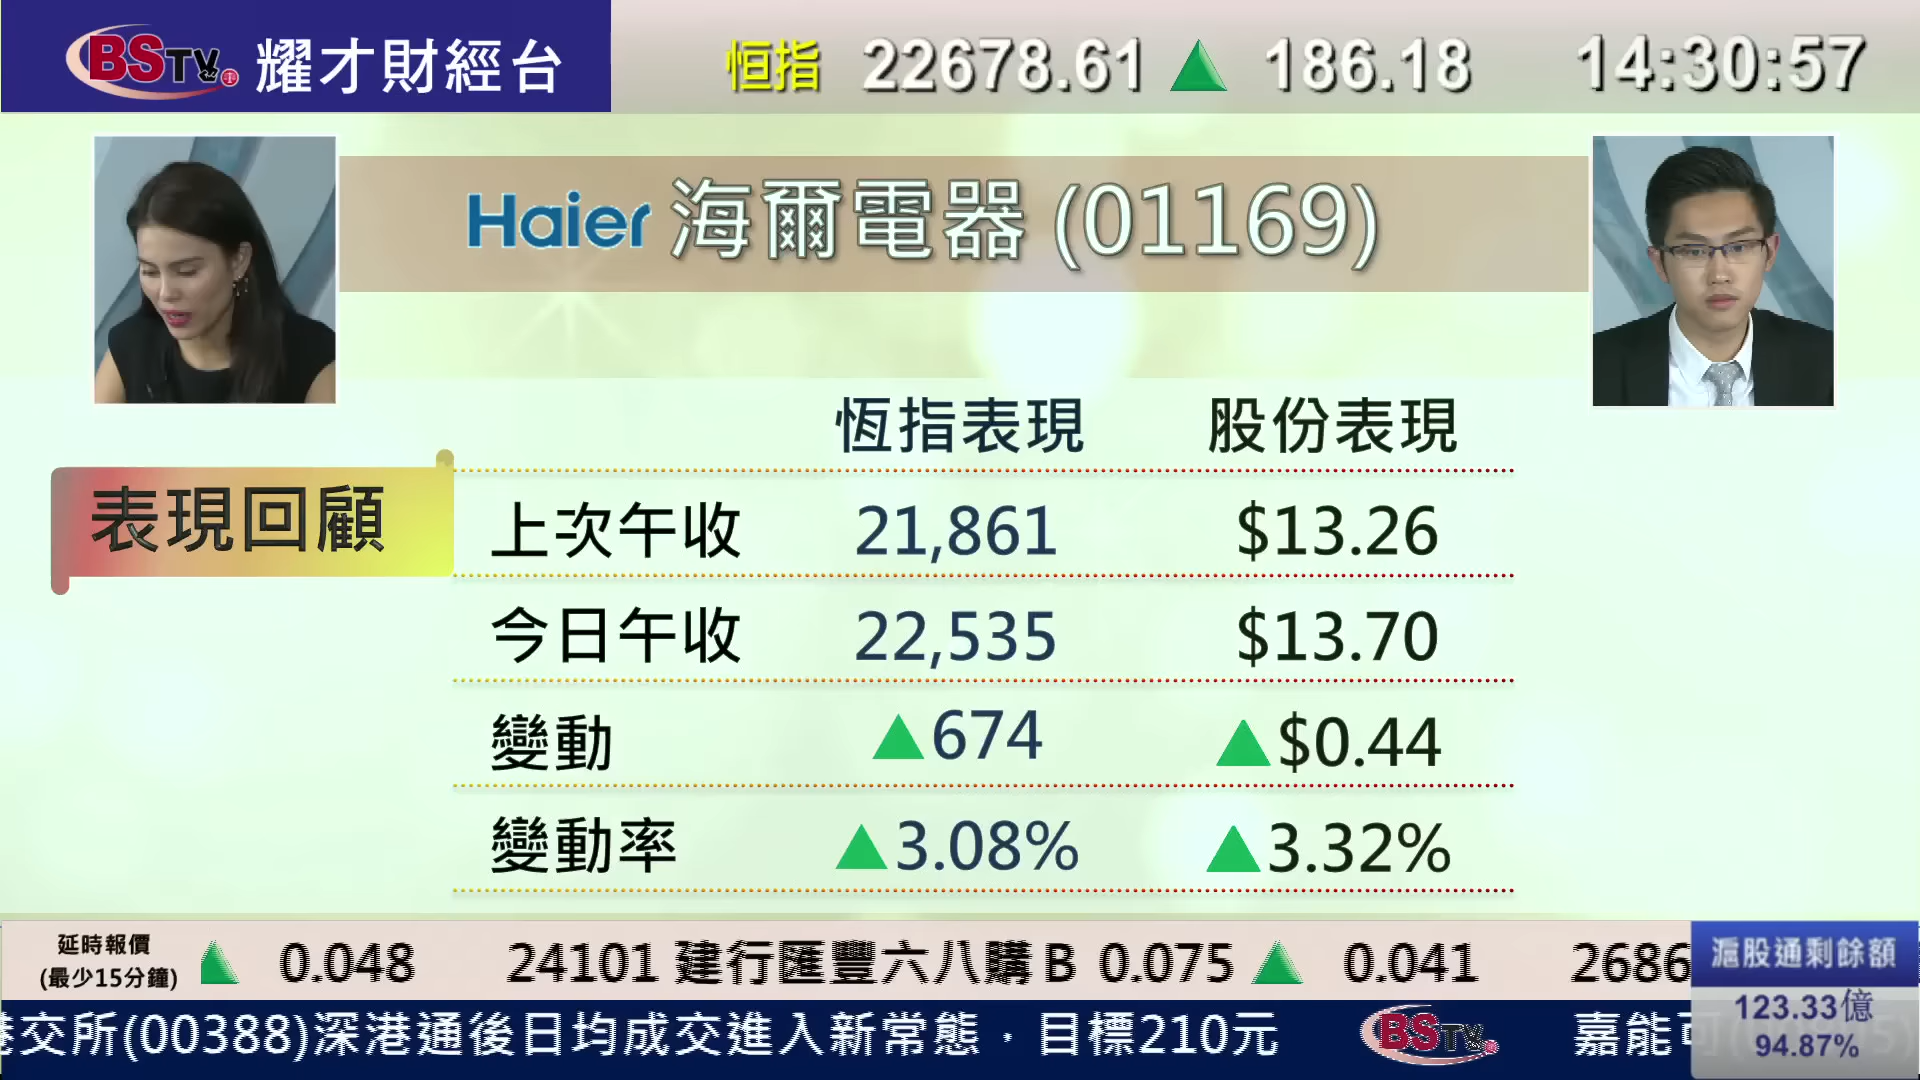 BSTV 耀才財經台
恒指 22678.61 ▲ 186.18 14:30:57
Haier 海爾電器 (01169)
恆指表現 股份表現
表現回顧
上次午收 21,861 $13.26
今日午收 22,535 $13.70
變動 ▲674 ▲$0.44
變動率 ▲3.08% ▲3.32%
延時報價
(最少15分鐘)
▲ 0.048 24101 建行匯豐六八購B 0.075 ▲ 0.041 2686
滬股通剩餘額
123.33億
94.87%
港交所(00388)深港通後日均成交進入新常態，目標210元 BSTV 嘉能可